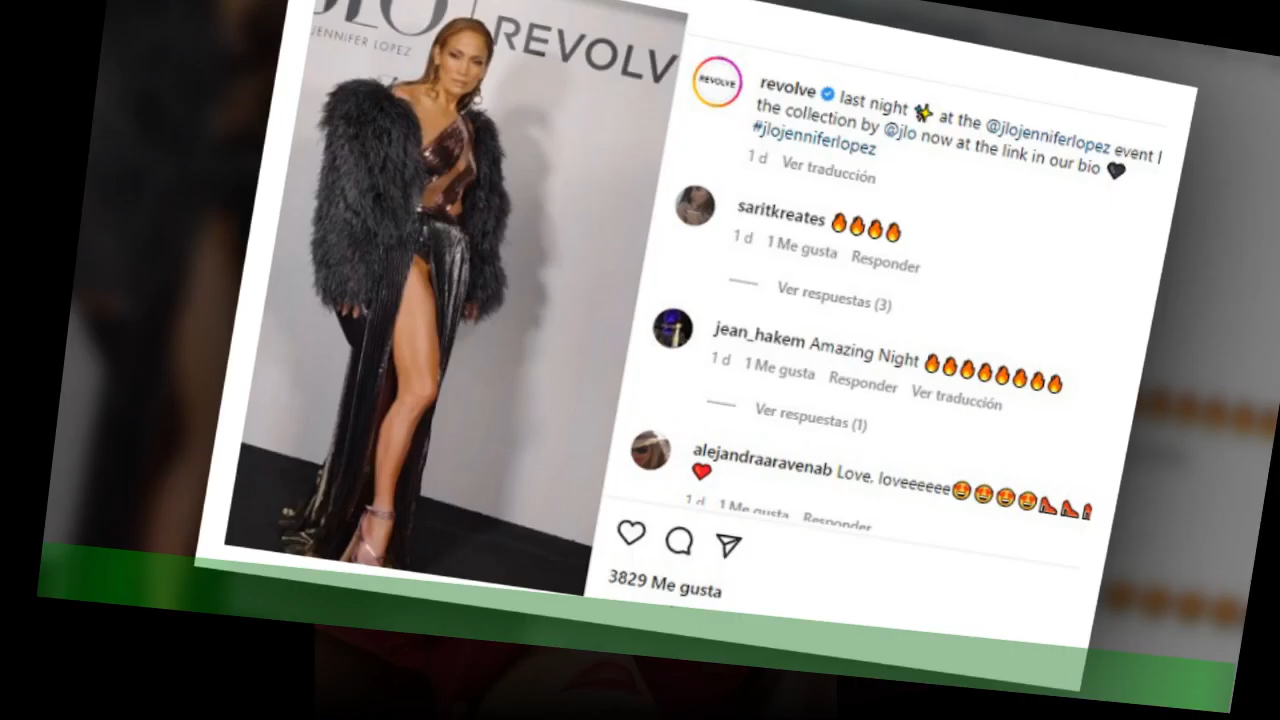 JLO
JENNIFER LOPEZ
REVOLV
REVOLVE
revolve last night ✨ at the @jlojenniferlopez event I
the collection by @jlo now at the link in our bio 🖤
#jlojenniferlopez
1 d Ver traducción
saritkreates 🔥🔥🔥🔥
1 d 1 Me gusta Responder
Ver respuestas (3)
jean_hakem Amazing Night 🔥🔥🔥🔥🔥🔥🔥🔥
1 d 1 Me gusta Responder Ver traducción
Ver respuestas (1)
alejandraaravenab Love, loveeeeee🤩🤩🤩🤩👠👠👠
❤️
1 d 1 Me gusta Responder
3829 Me gusta